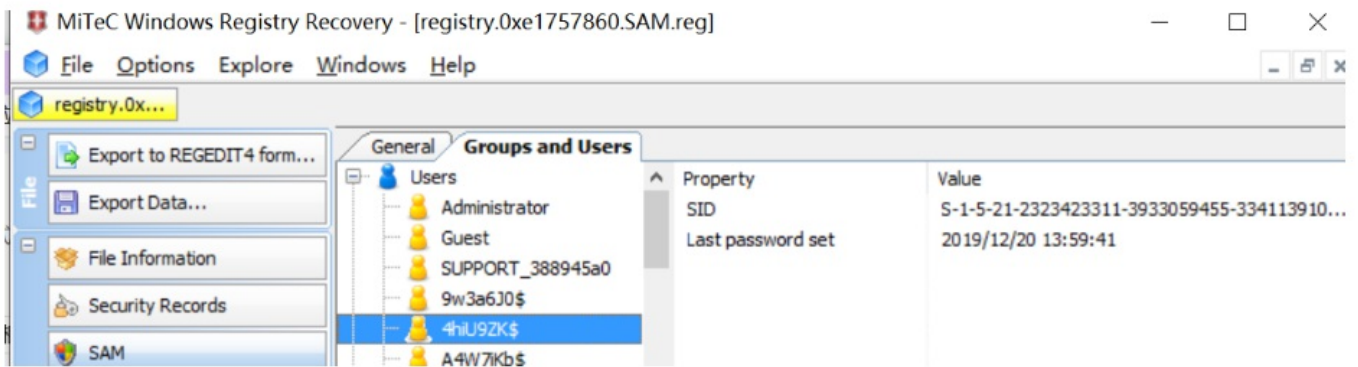 MiTeC Windows Registry Recovery - [registry.0xe1757860.SAM.reg]
File Options Explore Windows Help
registry.0x...
File
Export to REGEDIT4 form...
Export Data...
File Information
Security Records
SAM
General
Groups and Users
Users
Administrator
Guest
SUPPORT_388945a0
9w3a6J0$
4hiU9ZK$
A4W7iKb$
Property Value
SID S-1-5-21-2323423311-3933059455-334113910...
Last password set 2019/12/20 13:59:41